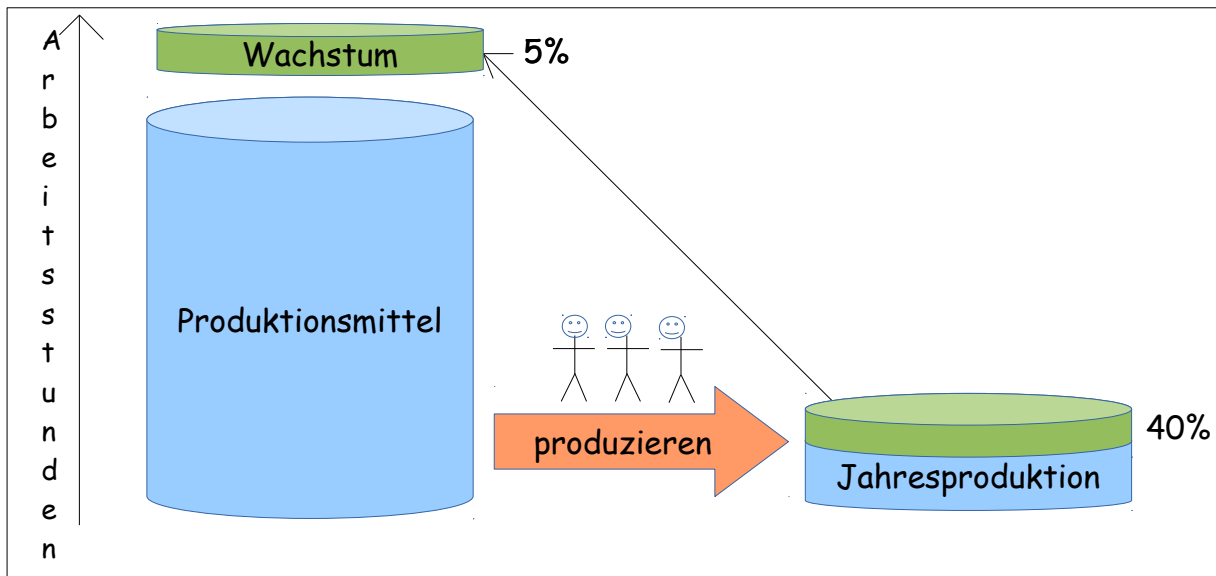 Arbeitsstunden
Wachstum
5%
Produktionsmittel
produzieren
40%
Jahresproduktion